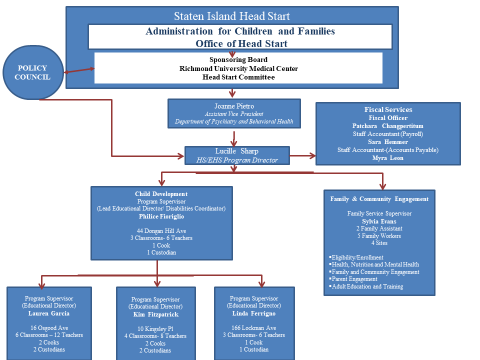 Staten Island Head Start
Administration for Children and Families
Office of Head Start
Sponsoring Board
Richmond University Medical Center
Head Start Committee
POLICY
COUNCIL
Joanne Pietro
Assistant Vice President
Department of Psychiatry and Behavioral Health
Fiscal Services
Fiscal Officer
Patchara Changpertitum
Staff Accountant (Payroll)
Sara Hemmer
Staff Accountant-(Accounts Payable)
Myra Leon
Lucille Sharp
HS/EHS Program Director
Child Development
Program Supervisor
(Lead Educational Director/ Disabilities Coordinator)
Philice Fioriglio
44 Dongan Hill Ave
3 Classrooms- 6 Teachers
1 Cook
1 Custodian
Family & Community Engagement
Family Service Supervisor
Sylvia Evans
2 Family Assistant
3 Family Workers
4 Sites
▪Eligibility/Enrollment
▪Health, Nutrition and Mental Health
▪Family and Community Engagement
▪Parent Engagement
▪Adult Education and Training
Program Supervisor
(Educational Director)
Lauren Garcia
16 Osgood Ave
6 Classrooms – 12 Teachers
2 Cooks
2 Custodians
Program Supervisor
(Educational Director)
Kim Fitzpatrick
10 Kingsley Pl
4 Classrooms- 8 Teachers
2 Cooks
2 Custodians
Program Supervisor
(Educational Director)
Linda Ferrigno
166 Lockman Ave
3 Classrooms- 6 Teachers
1 Cook
1 Custodian